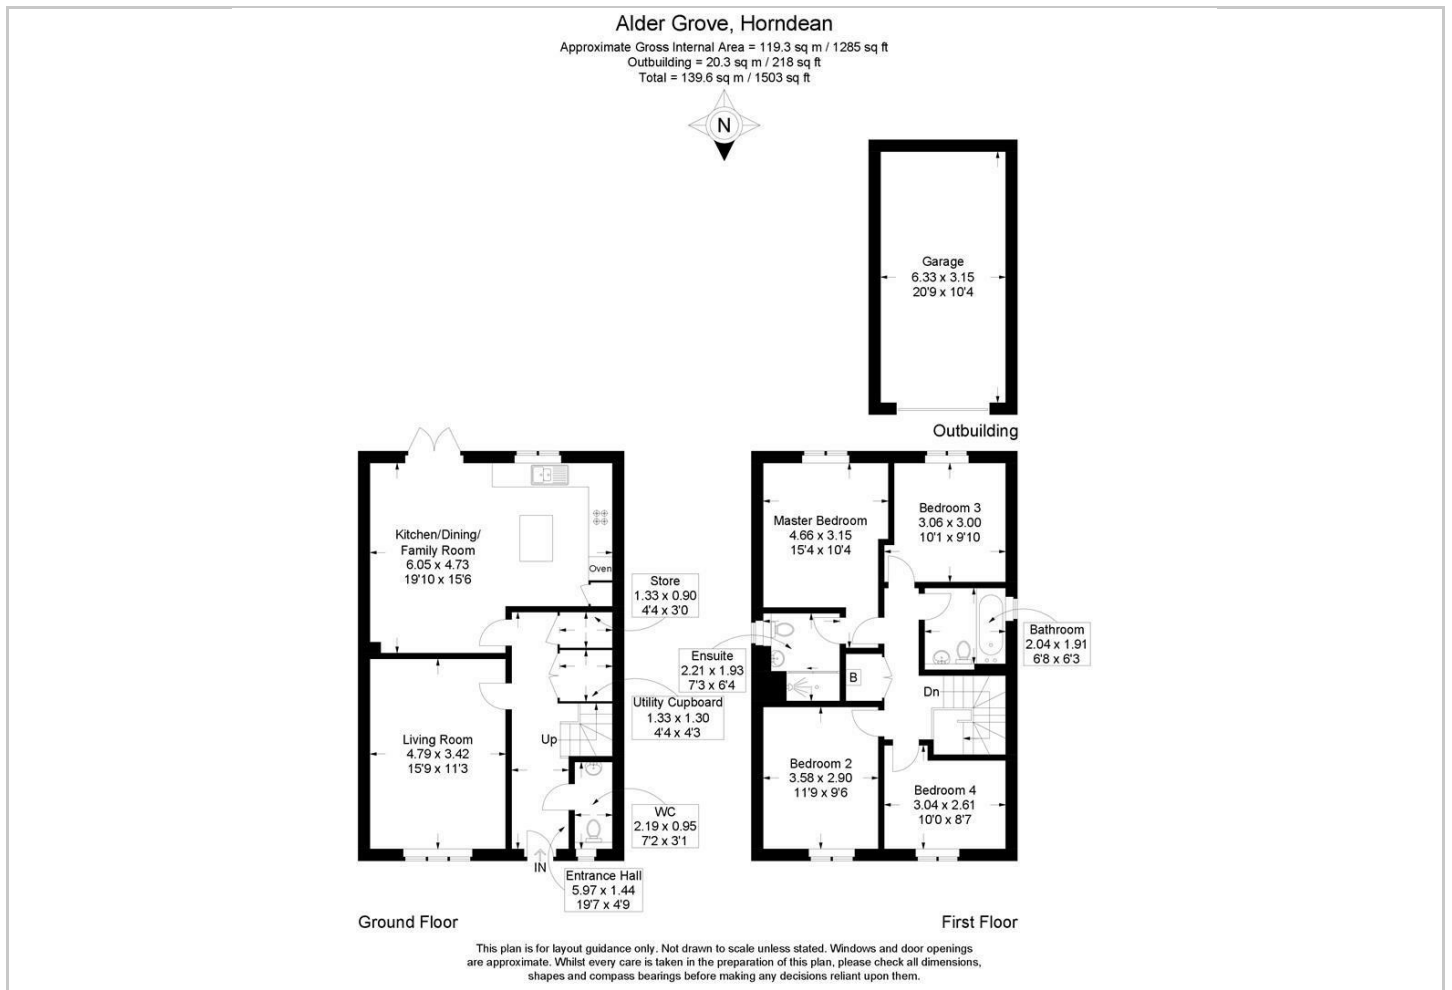 Alder Grove, Horndean
Approximate Gross Internal Area = 119.3 sq m / 1285 sq ft
Outbuilding = 20.3 sq m / 218 sq ft
Total = 139.6 sq m / 1503 sq ft
N
Garage
6.33 x 3.15
20'9 x 10'4
Outbuilding
Kitchen/Dining/
Family Room
6.05 x 4.73
19'10 x 15'6
Oven
Store
1.33 x 0.90
4'4 x 3'0
Utility Cupboard
1.33 x 1.30
4'4 x 4'3
Living Room
4.79 x 3.42
15'9 x 11'3
Up
WC
2.19 x 0.95
7'2 x 3'1
IN
Entrance Hall
5.97 x 1.44
19'7 x 4'9
Ground Floor
Master Bedroom
4.66 x 3.15
15'4 x 10'4
Bedroom 3
3.06 x 3.00
10'1 x 9'10
Ensuite
2.21 x 1.93
7'3 x 6'4
Bathroom
2.04 x 1.91
6'8 x 6'3
B
Dn
Bedroom 2
3.58 x 2.90
11'9 x 9'6
Bedroom 4
3.04 x 2.61
10'0 x 8'7
First Floor
This plan is for layout guidance only. Not drawn to scale unless stated. Windows and door openings
are approximate. Whilst every care is taken in the preparation of this plan, please check all dimensions,
shapes and compass bearings before making any decisions reliant upon them.